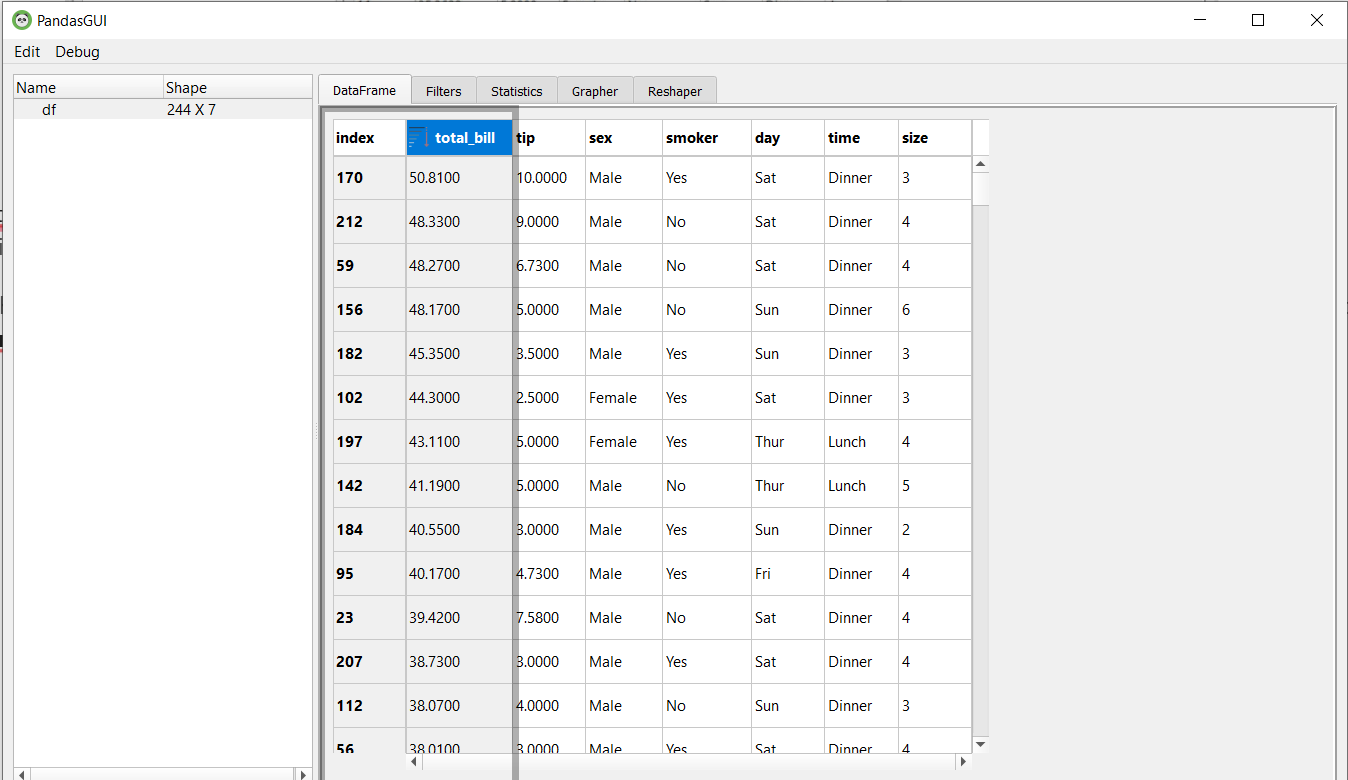 PandasGUI
Edit Debug
Name Shape
df 244 X 7
DataFrame Filters Statistics Grapher Reshaper
index total_bill tip sex smoker day time size
170 50.8100 10.0000 Male Yes Sat Dinner 3
212 48.3300 9.0000 Male No Sat Dinner 4
59 48.2700 6.7300 Male No Sat Dinner 4
156 48.1700 5.0000 Male No Sun Dinner 6
182 45.3500 3.5000 Male Yes Sun Dinner 3
102 44.3000 2.5000 Female Yes Sat Dinner 3
197 43.1100 5.0000 Female Yes Thur Lunch 4
142 41.1900 5.0000 Male No Thur Lunch 5
184 40.5500 3.0000 Male Yes Sun Dinner 2
95 40.1700 4.7300 Male Yes Fri Dinner 4
23 39.4200 7.5800 Male No Sat Dinner 4
207 38.7300 3.0000 Male Yes Sat Dinner 4
112 38.0700 4.0000 Male No Sun Dinner 3
56 38.0100 3.0000 Male Yes Sat Dinner 4